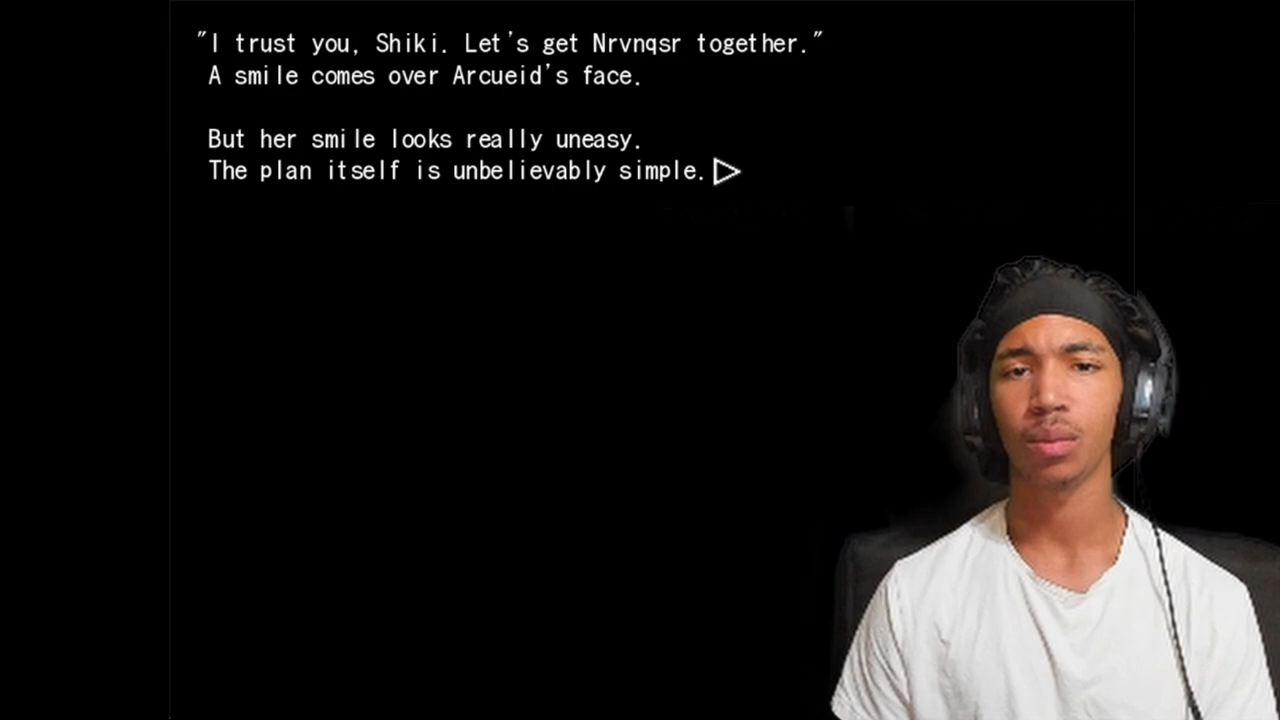 "I trust you, Shiki. Let's get Nrvnqsr together."
A smile comes over Arcueid's face.
But her smile looks really uneasy.
The plan itself is unbelievably simple.